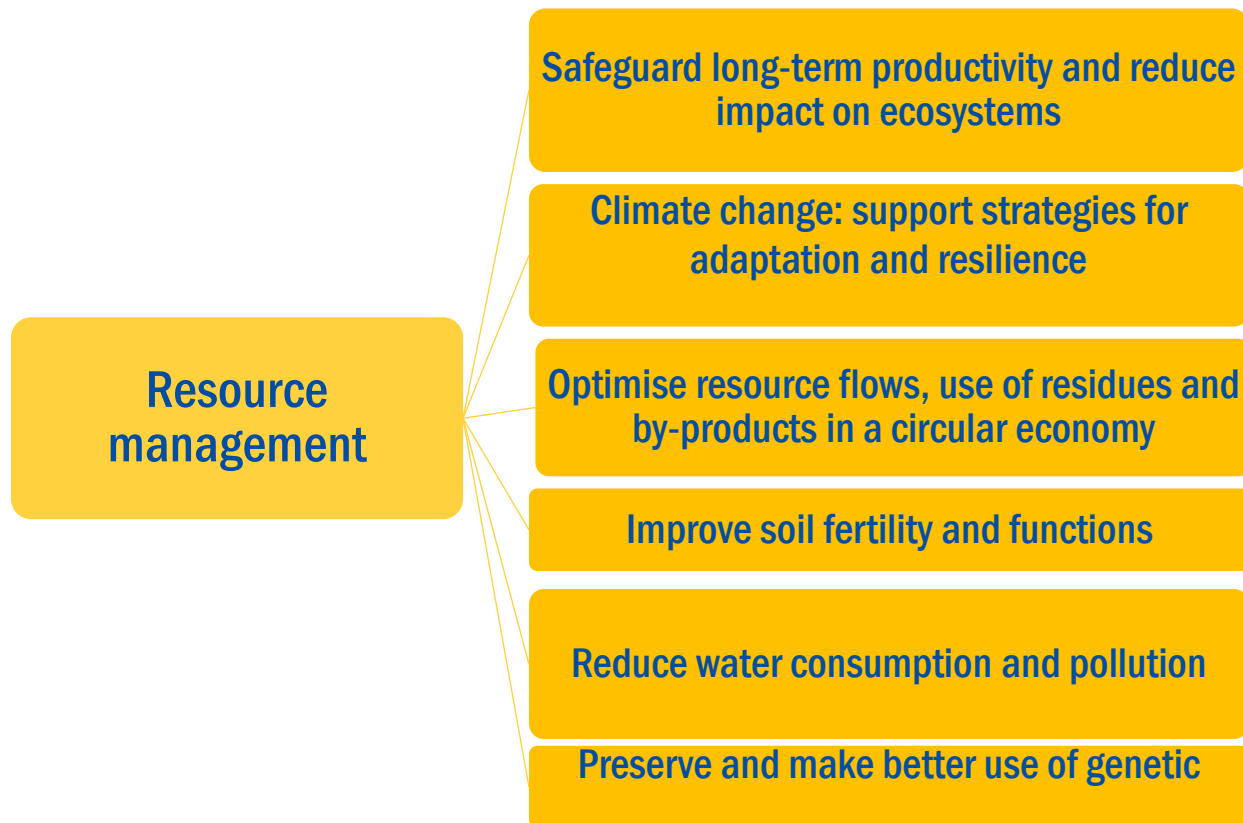 Safeguard long-term productivity and reduce
impact on ecosystems
Climate change: support strategies for
adaptation and resilience
Resource
management
Optimise resource flows, use of residues and
by-products in a circular economy
Improve soil fertility and functions
Reduce water consumption and pollution
Preserve and make better use of genetic